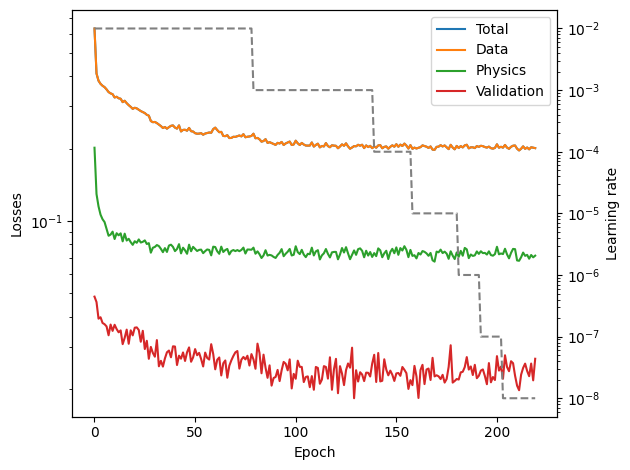 Total
Data
Physics
Validation
Losses
10⁻¹
10⁻²
10⁻³
10⁻⁴
10⁻⁵
10⁻⁶
10⁻⁷
10⁻⁸
Learning rate
0 50 100 150 200
Epoch